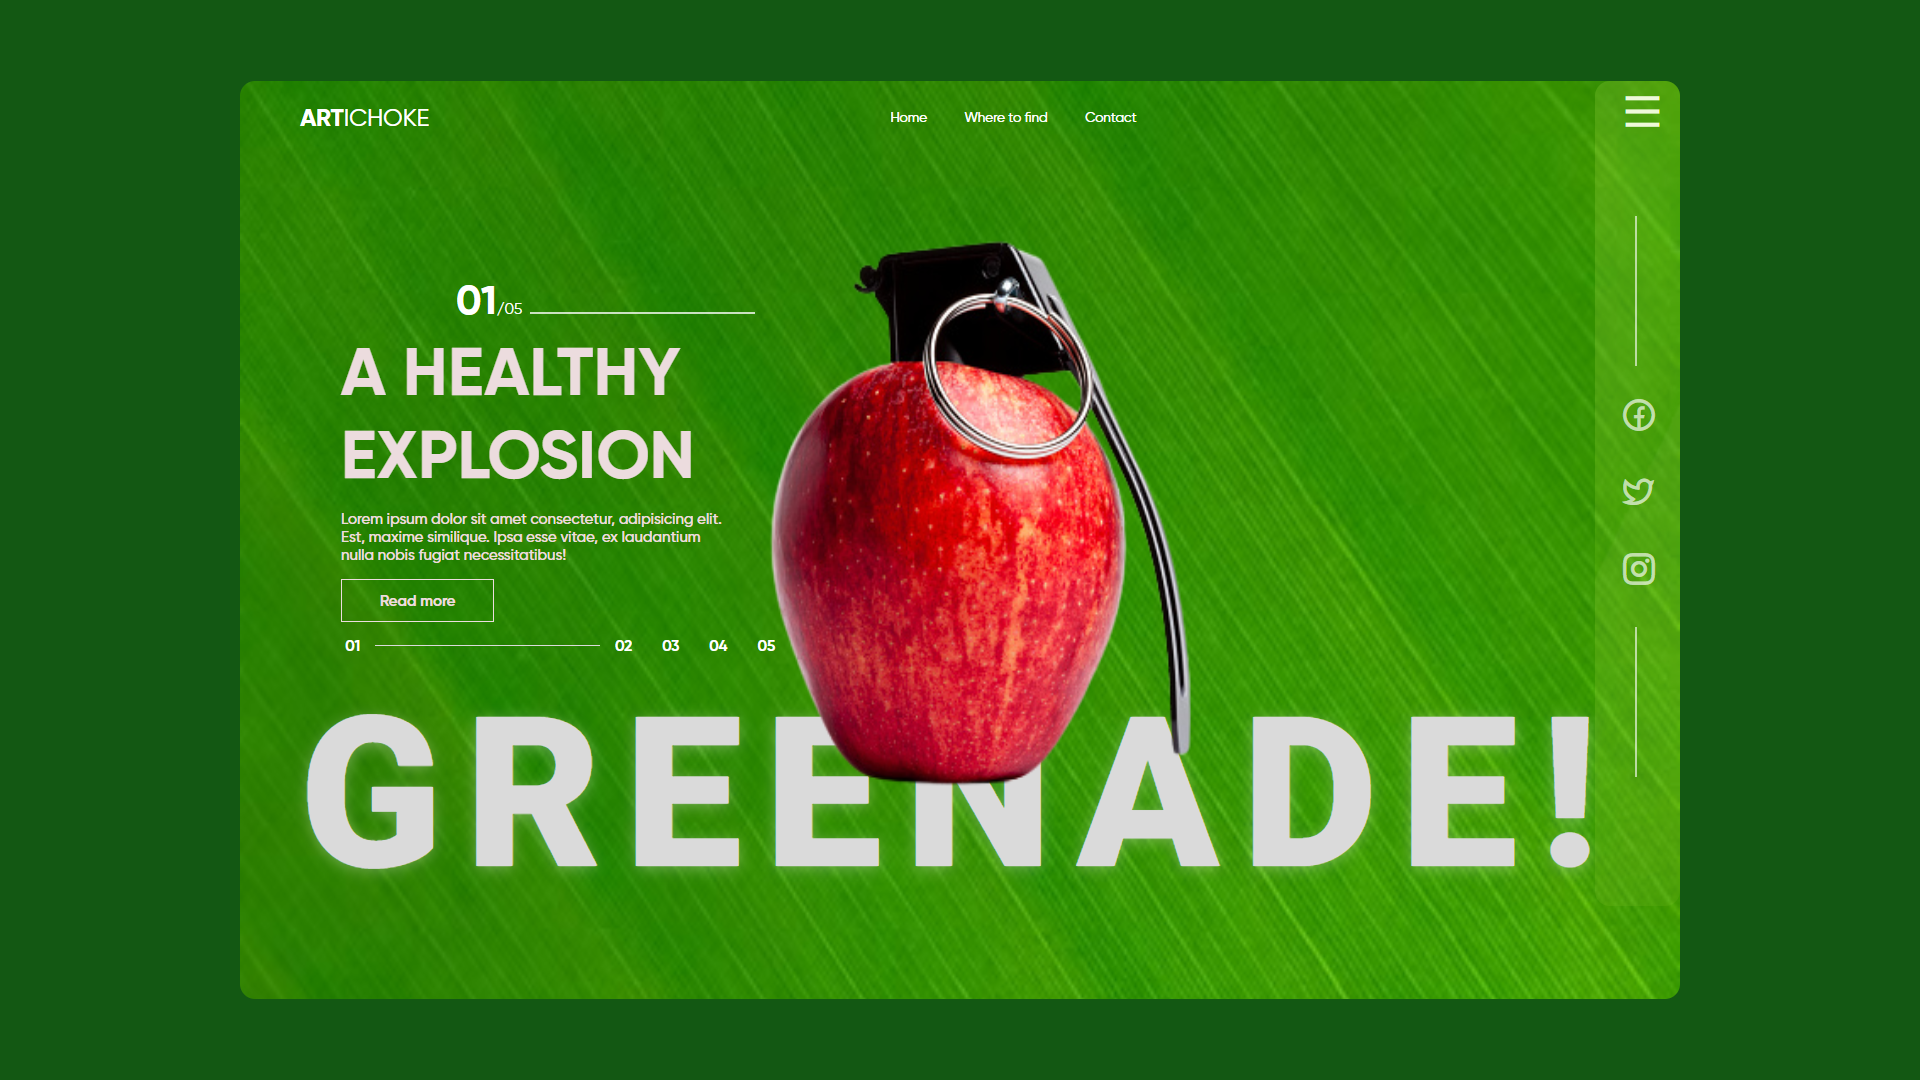 ARTICHOKE
Home Where to find Contact
01/05
A HEALTHY
EXPLOSION
Lorem ipsum dolor sit amet consectetur, adipisicing elit.
Est, maxime similique. Ipsa esse vitae, ex laudantium
nulla nobis fugiat necessitatibus!
Read more
01 02 03 04 05
GREENADE!